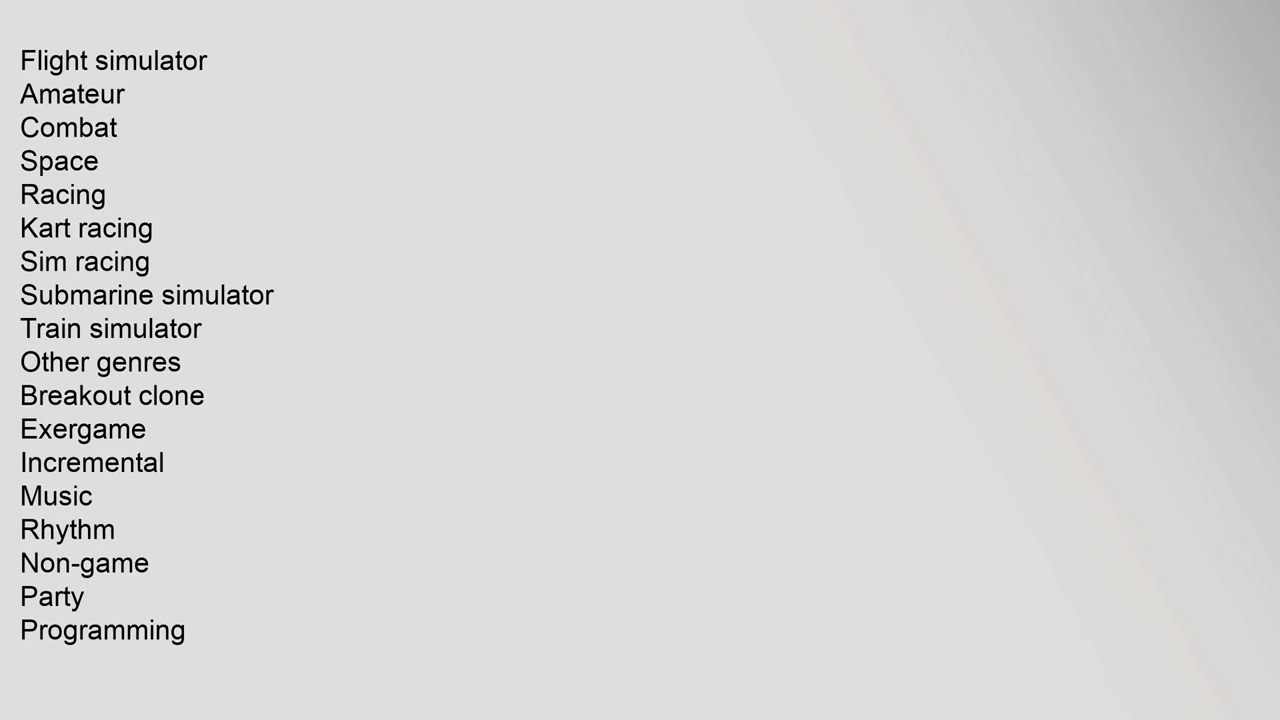 Flight simulator
Amateur
Combat
Space
Racing
Kart racing
Sim racing
Submarine simulator
Train simulator
Other genres
Breakout clone
Exergame
Incremental
Music
Rhythm
Non-game
Party
Programming